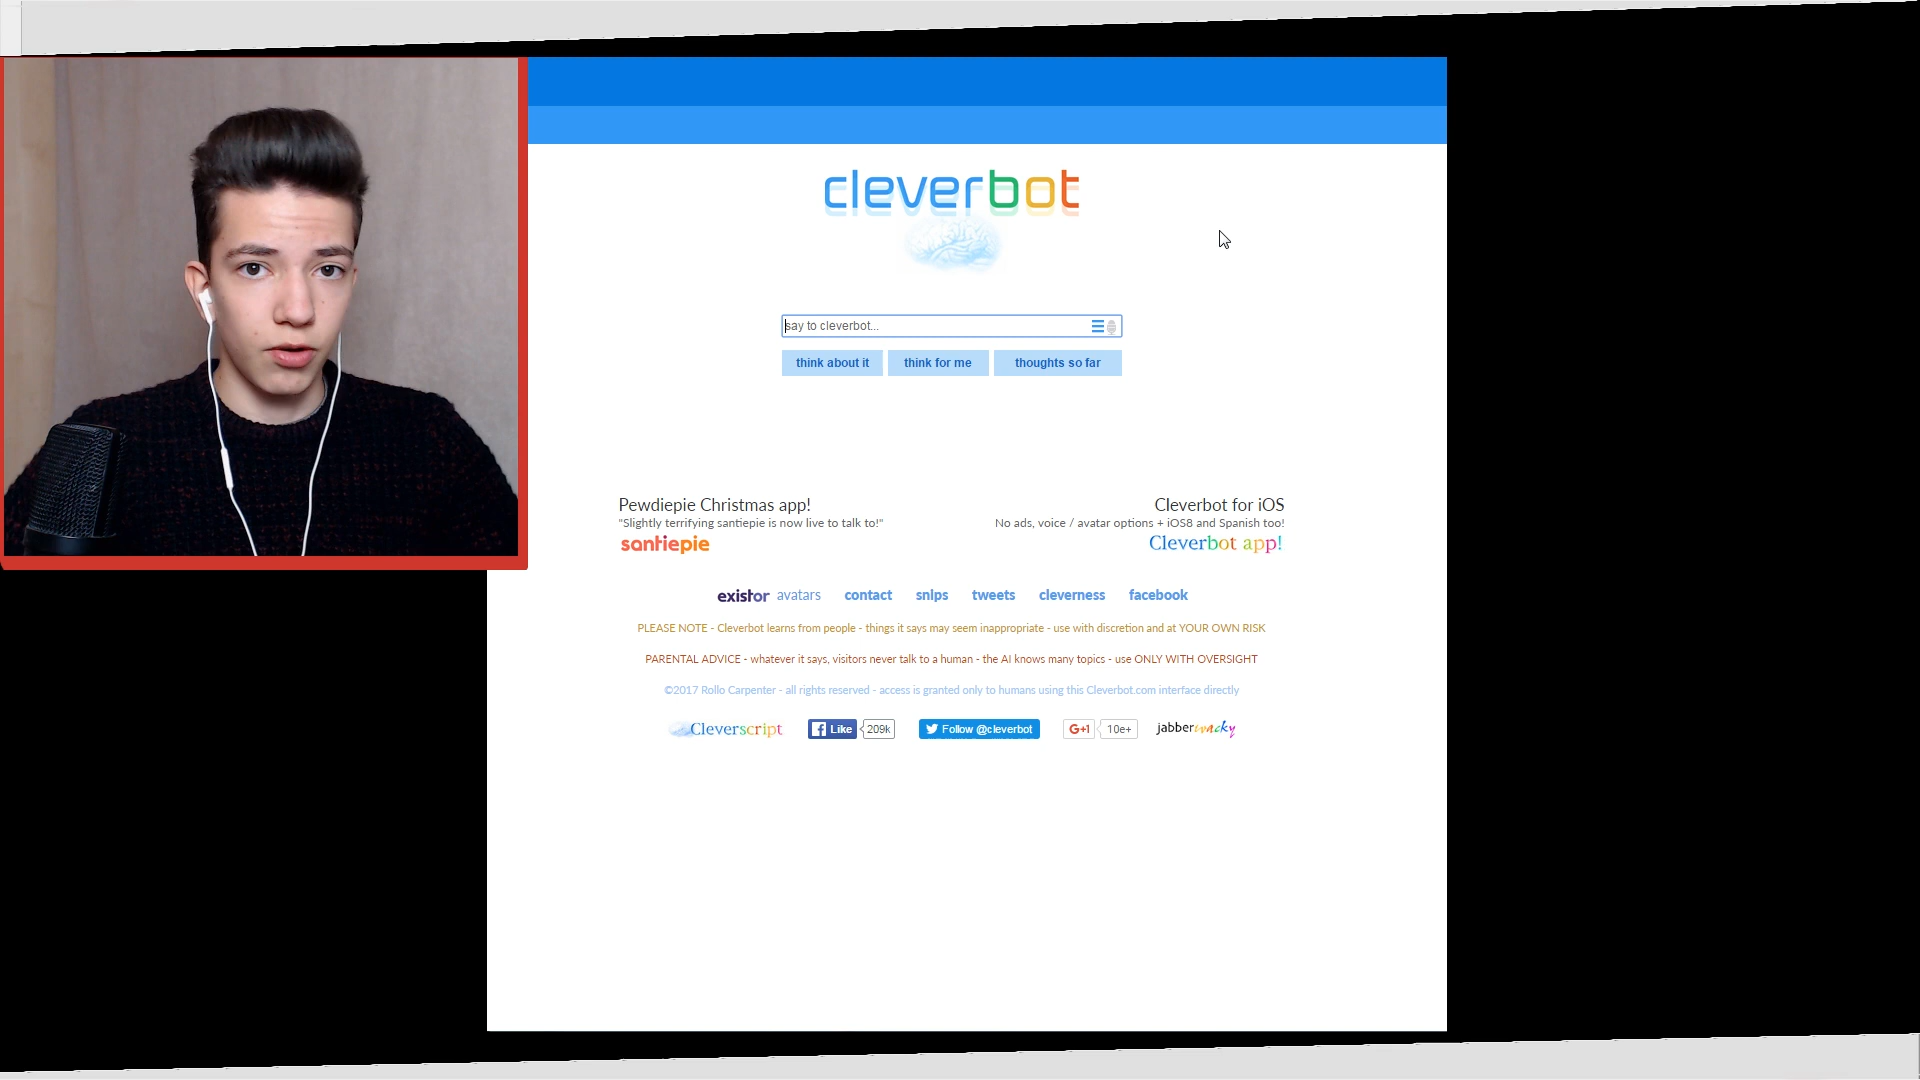 cleverbot
say to cleverbot...
think about it think for me thoughts so far
Pewdiepie Christmas app!
"Slightly terrifying santiepie is now live to talk to!"
santiepie
Cleverbot for iOS
No ads, voice / avatar options + iOS8 and Spanish too!
Cleverbot app!
existor avatars contact snips tweets cleverness facebook
PLEASE NOTE - Cleverbot learns from people - things it says may seem inappropriate - use with discretion and at YOUR OWN RISK
PARENTAL ADVICE - whatever it says, visitors never talk to a human - the AI knows many topics - use ONLY WITH OVERSIGHT
©2017 Rollo Carpenter - all rights reserved - access is granted only to humans using this Cleverbot.com interface directly
Cleverscript Like 209k Follow @cleverbot G+1 10e+ jabberwacky